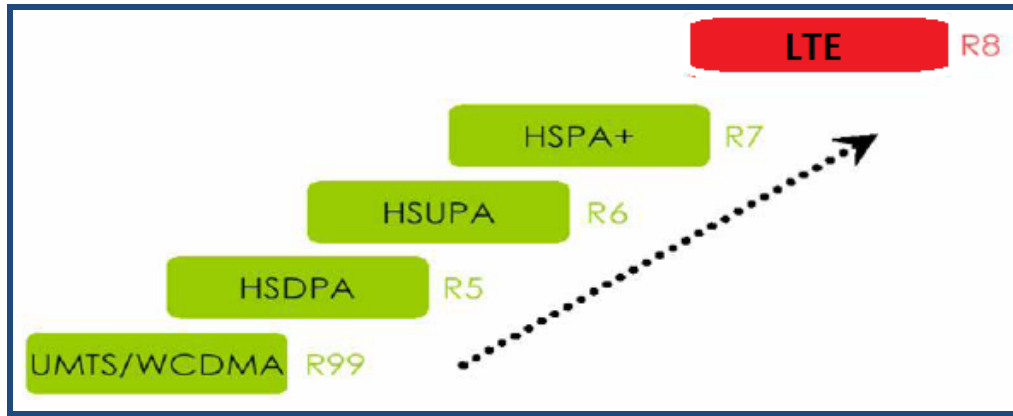 LTE R8
HSPA+ R7
HSUPA R6
HSDPA R5
UMTS/WCDMA R99